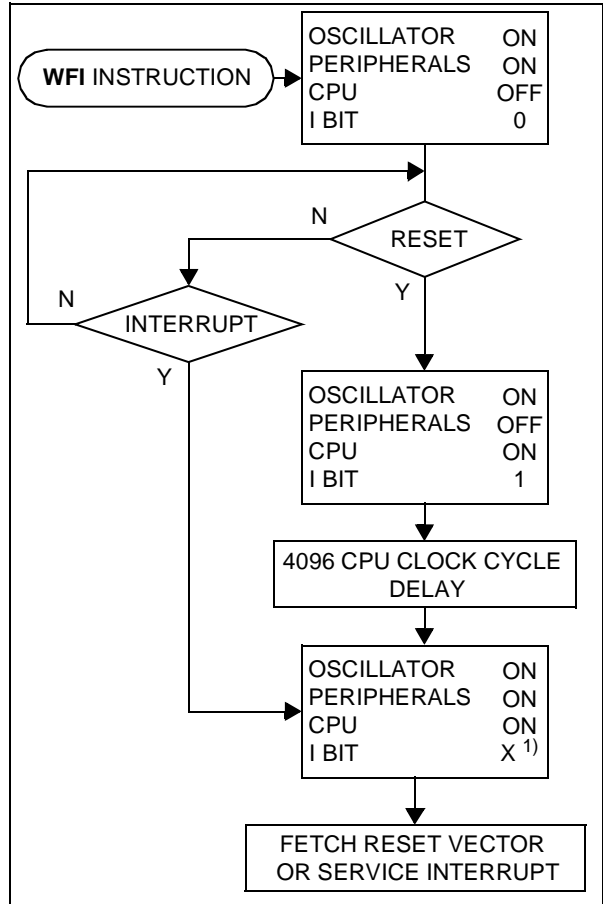 WFI INSTRUCTION
OSCILLATOR ON
PERIPHERALS ON
CPU OFF
I BIT 0
N
RESET
Y
N
INTERRUPT
Y
OSCILLATOR ON
PERIPHERALS OFF
CPU ON
I BIT 1
4096 CPU CLOCK CYCLE
DELAY
OSCILLATOR ON
PERIPHERALS ON
CPU ON
I BIT X 1)
FETCH RESET VECTOR
OR SERVICE INTERRUPT